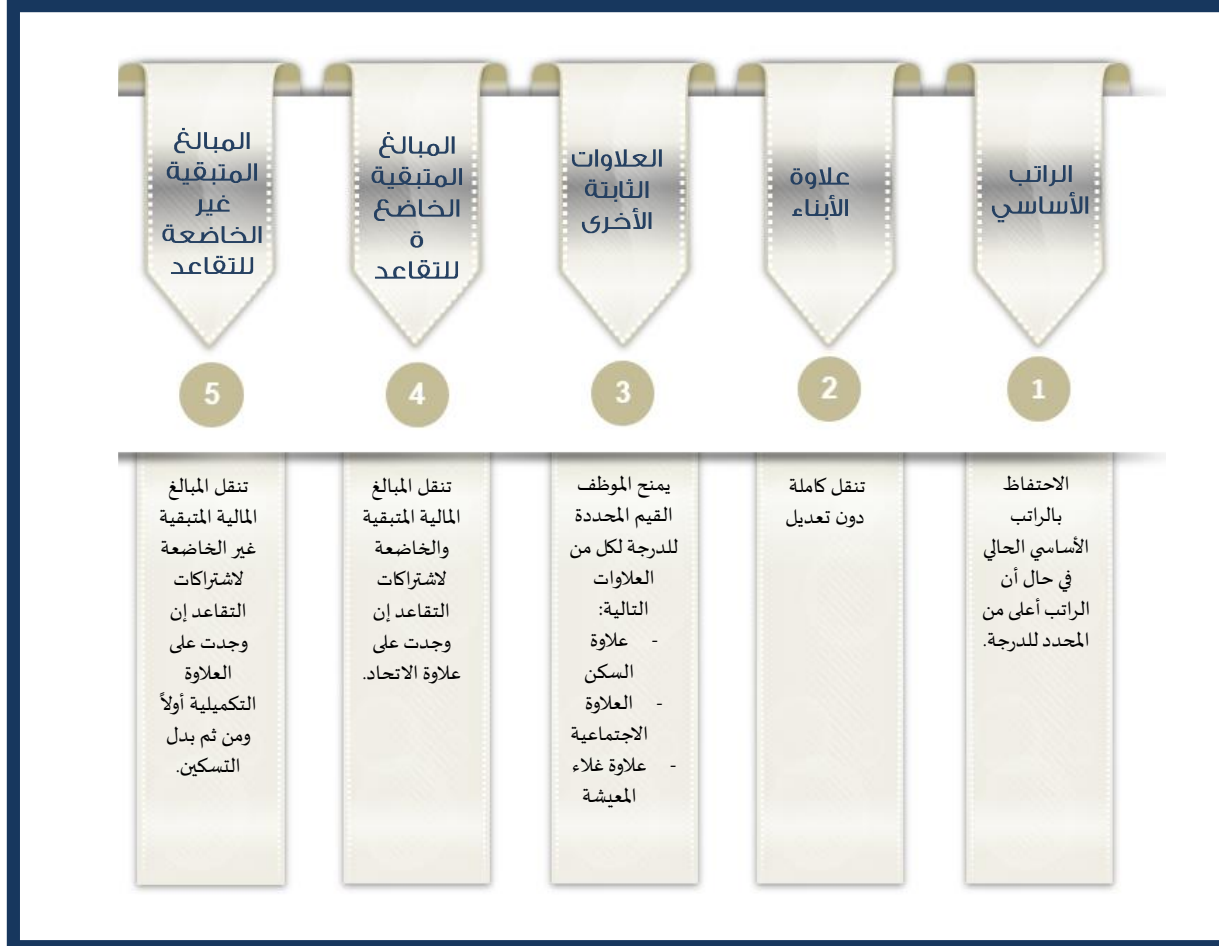 الراتب
الأساسي
علاوة
الأبناء
العلاوات
الثابتة
الأخرى
المبالغ
المتبقية
الخاضع
ة
للتقاعد
المبالغ
المتبقية
غير
الخاضعة
للتقاعد
1
2
3
4
5
الاحتفاظ
بالراتب
الأساسي الحالي
في حال أن
الراتب أعلى من
المحدد للدرجة.
تنقل كاملة
دون تعديل
يمنح الموظف
القيم المحددة
للدرجة لكل من
العلاوات
التالية:
- علاوة
السكن
- العلاوة
الاجتماعية
- علاوة غلاء
المعيشة
تنقل المبالغ
المالية المتبقية
والخاضعة
لاشتراكات
التقاعد إن
وجدت على
علاوة الاتحاد.
تنقل المبالغ
المالية المتبقية
غير الخاضعة
لاشتراكات
التقاعد إن
وجدت على
العلاوة
التكميلية أولاً
ومن ثم بدل
التسكين.